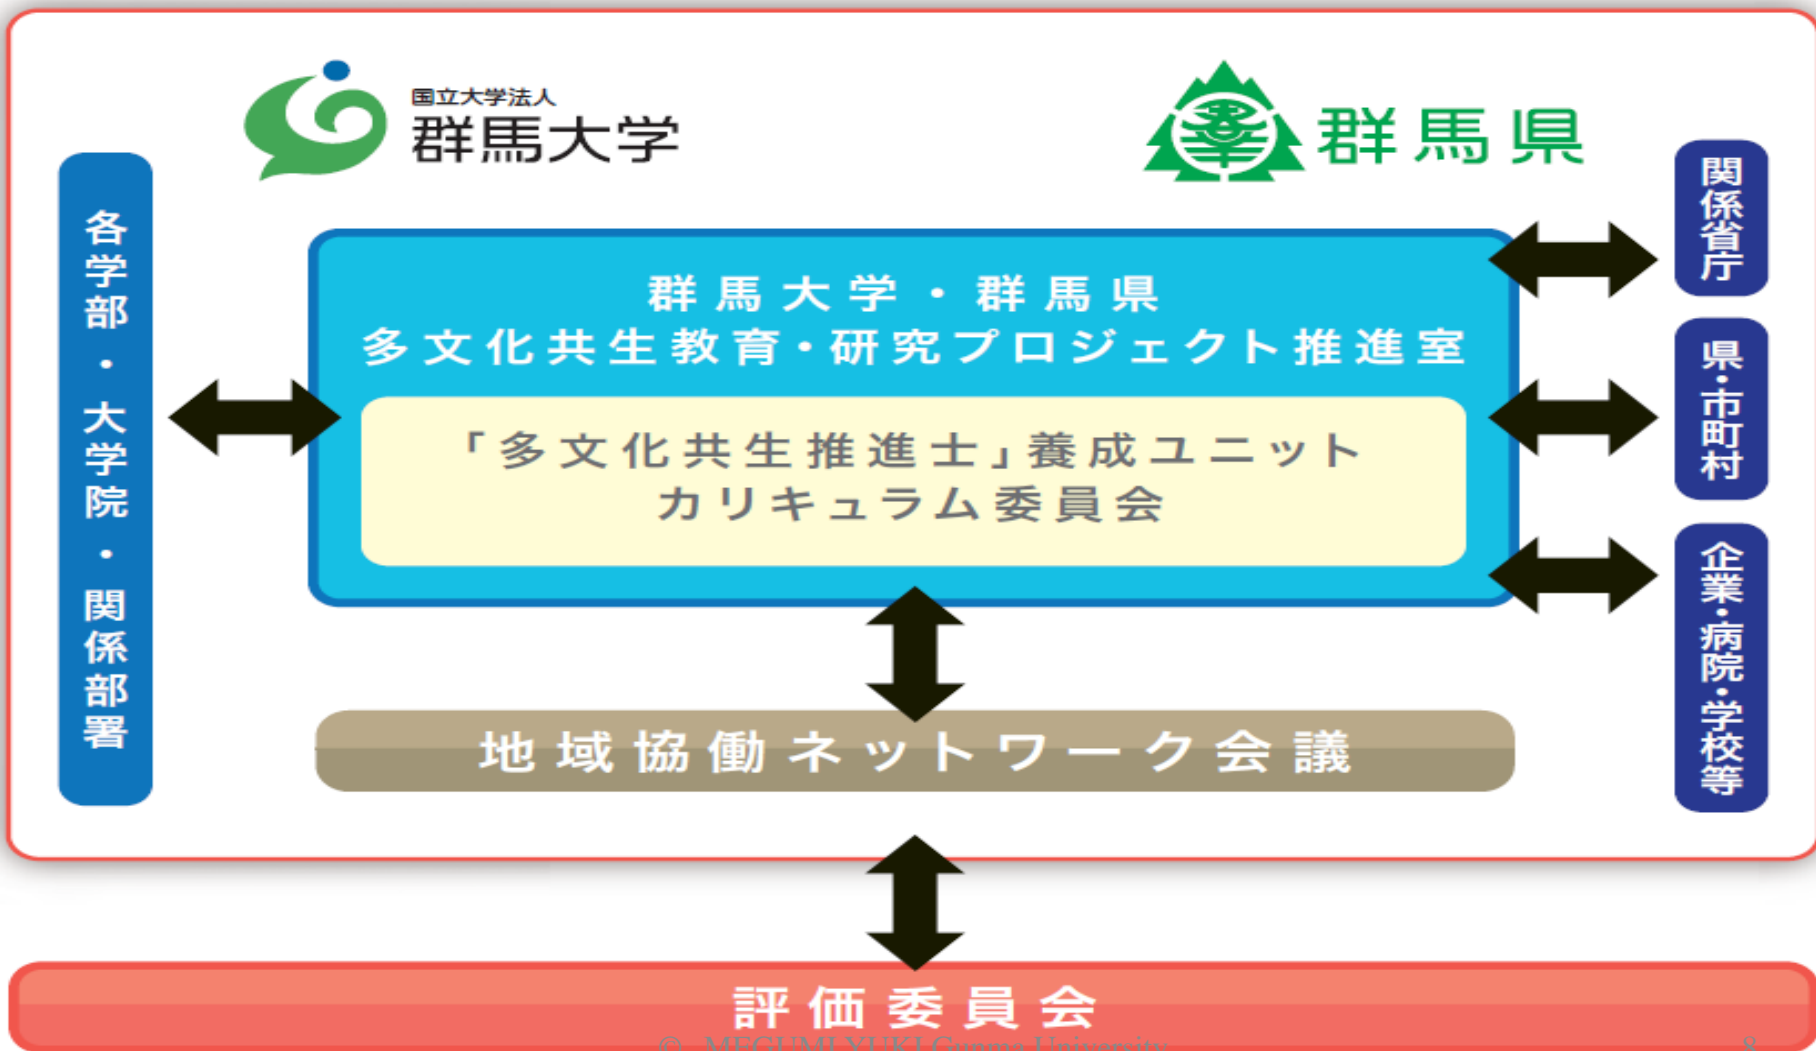 国立大学法人
群馬大学
群馬県
各学部・大学院・関係部署
群馬大学・群馬県
多文化共生教育・研究プロジェクト推進室
「多文化共生推進士」養成ユニット
カリキュラム委員会
関係省庁
県・市町村
企業・病院・学校等
地域協働ネットワーク会議
評価委員会
© MEGUMI YUKI Gunma University
8